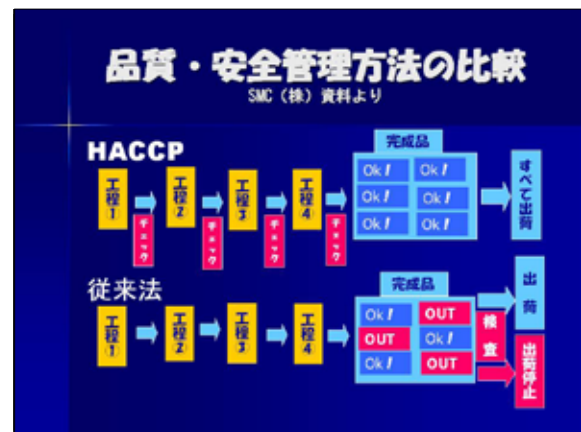 品質・安全管理方法の比較
SMC（株）資料より
HACCP
工程①
チェック
工程②
チェック
工程③
チェック
工程④
チェック
完成品
Ok! Ok!
Ok! Ok!
Ok! Ok!
すべて出荷
従来法
工程①
工程②
工程③
工程④
完成品
Ok! OUT
OUT Ok!
Ok! OUT
検査
出荷
出荷停止